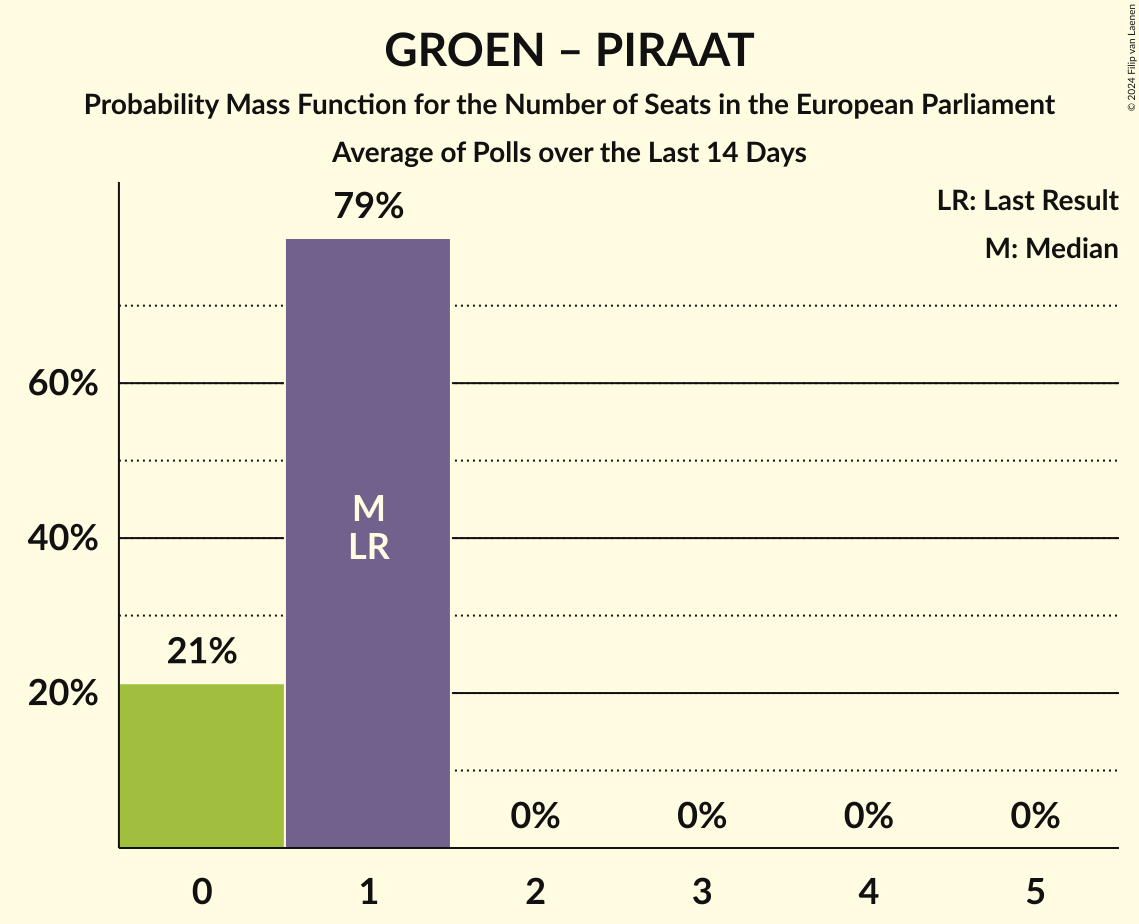 GROEN – PIRAAT
Probability Mass Function for the Number of Seats in the European Parliament
Average of Polls over the Last 14 Days
© 2024 Filip van Laenen
LR: Last Result
M: Median
79%
60%
M
40%
LR
21%
20%
0% 0% 0% 0%
0 1 2 3 4 5